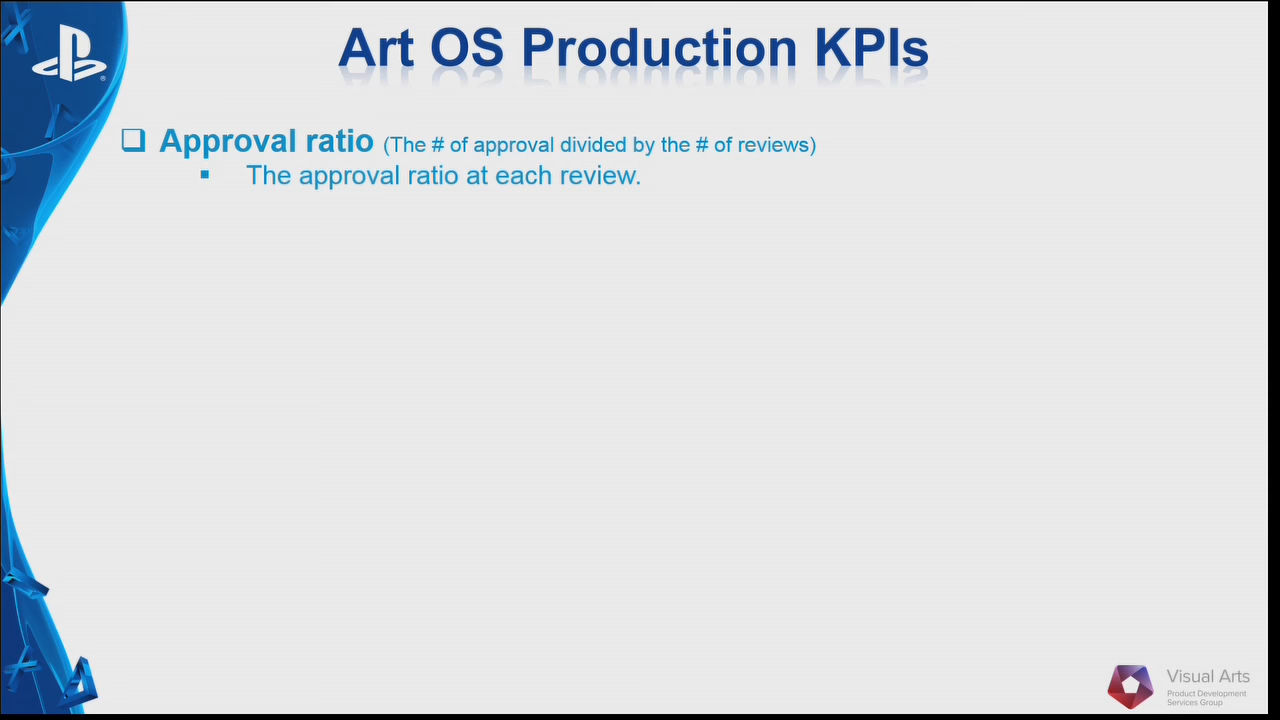 Art OS Production KPIs
Approval ratio (The # of approval divided by the # of reviews)
The approval ratio at each review.
Visual Arts
Product Development
Services Group